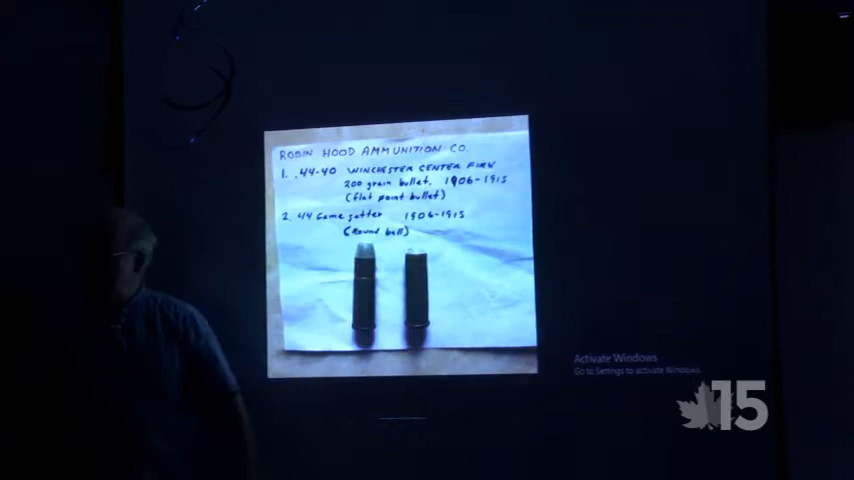 ROBIN HOOD AMMUNITION CO.
1. .44-40 WINCHESTER CENTER FIRE
200 grain bullet. 1906-1915
(flat point bullet)
2. 44 Game getter 1906-1915
(Round ball)
Activate Windows
Go to Settings to activate Windows.
15